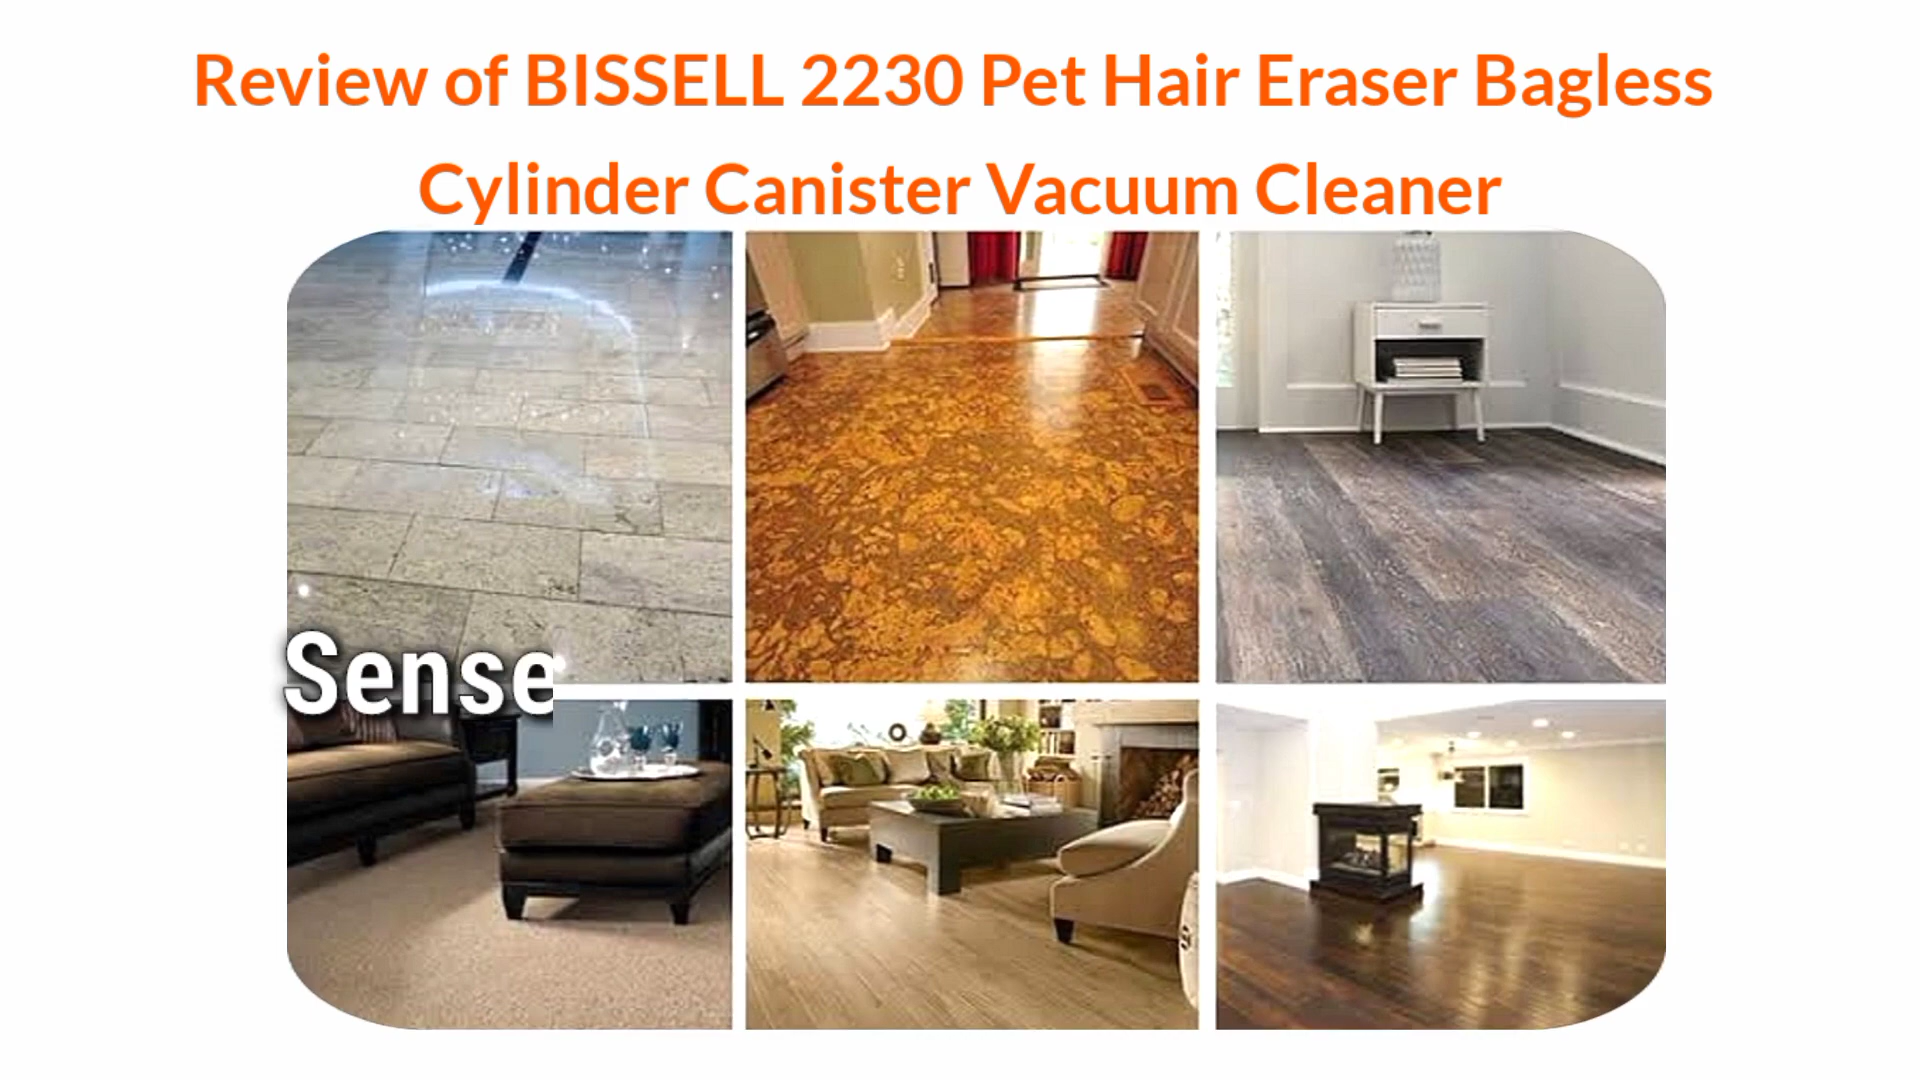 Review of BISSELL 2230 Pet Hair Eraser Bagless
Cylinder Canister Vacuum Cleaner
Sense